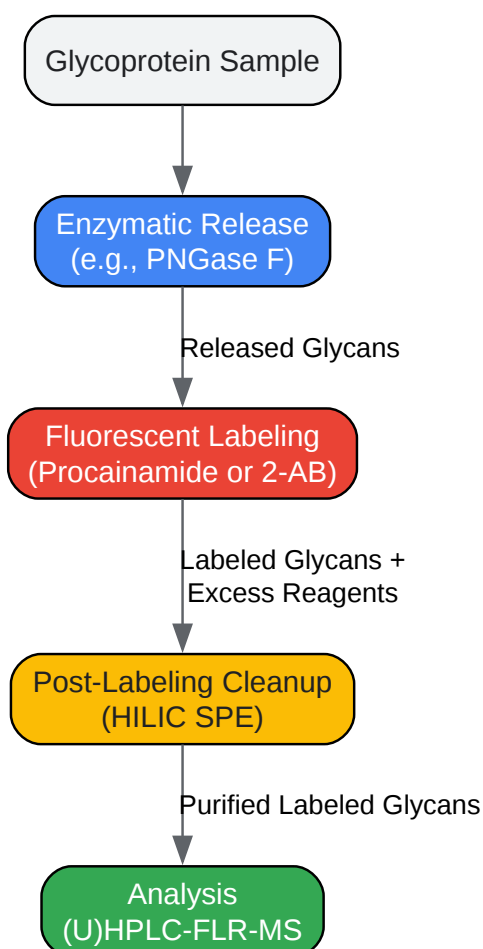 Glycoprotein Sample
Enzymatic Release
(e.g., PNGase F)
Released Glycans
Fluorescent Labeling
(Procainamide or 2-AB)
Labeled Glycans +
Excess Reagents
Post-Labeling Cleanup
(HILIC SPE)
Purified Labeled Glycans
Analysis
(U)HPLC-FLR-MS